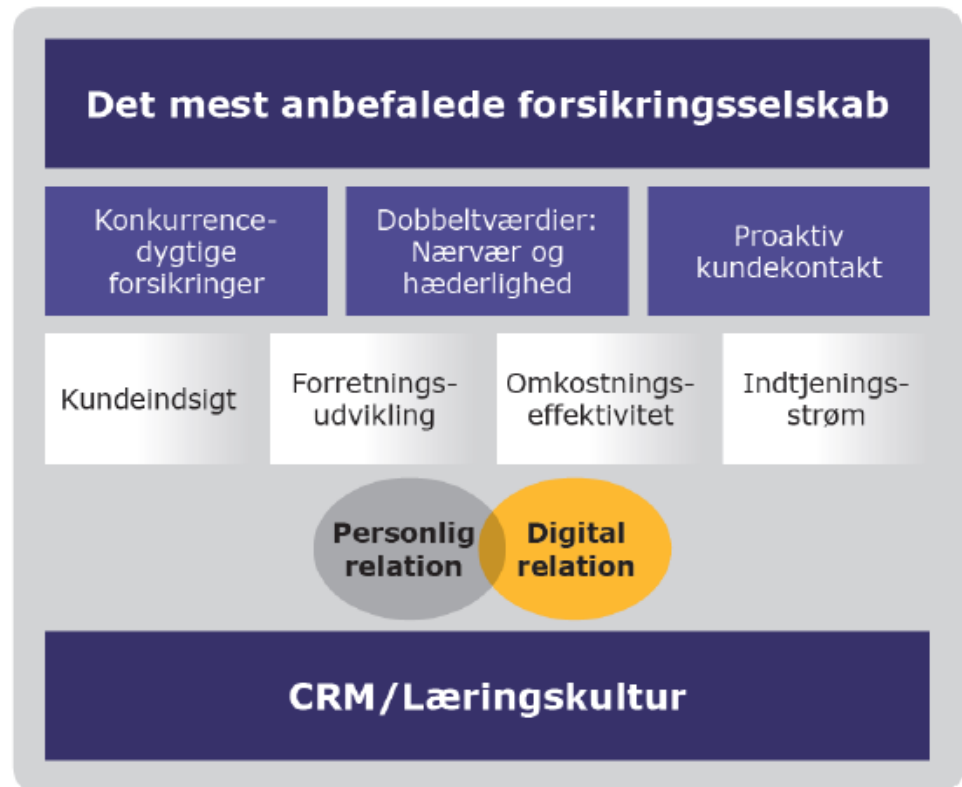 Det mest anbefalede forsikringsselskab
Konkurrence-
dygtige
forsikringer
Dobbeltværdier:
Nærvær og
hæderlighed
Proaktiv
kundekontakt
Kundeindsigt
Forretnings-
udvikling
Omkostnings-
effektivitet
Indtjenings-
strøm
Personlig
relation
Digital
relation
CRM/Læringskultur